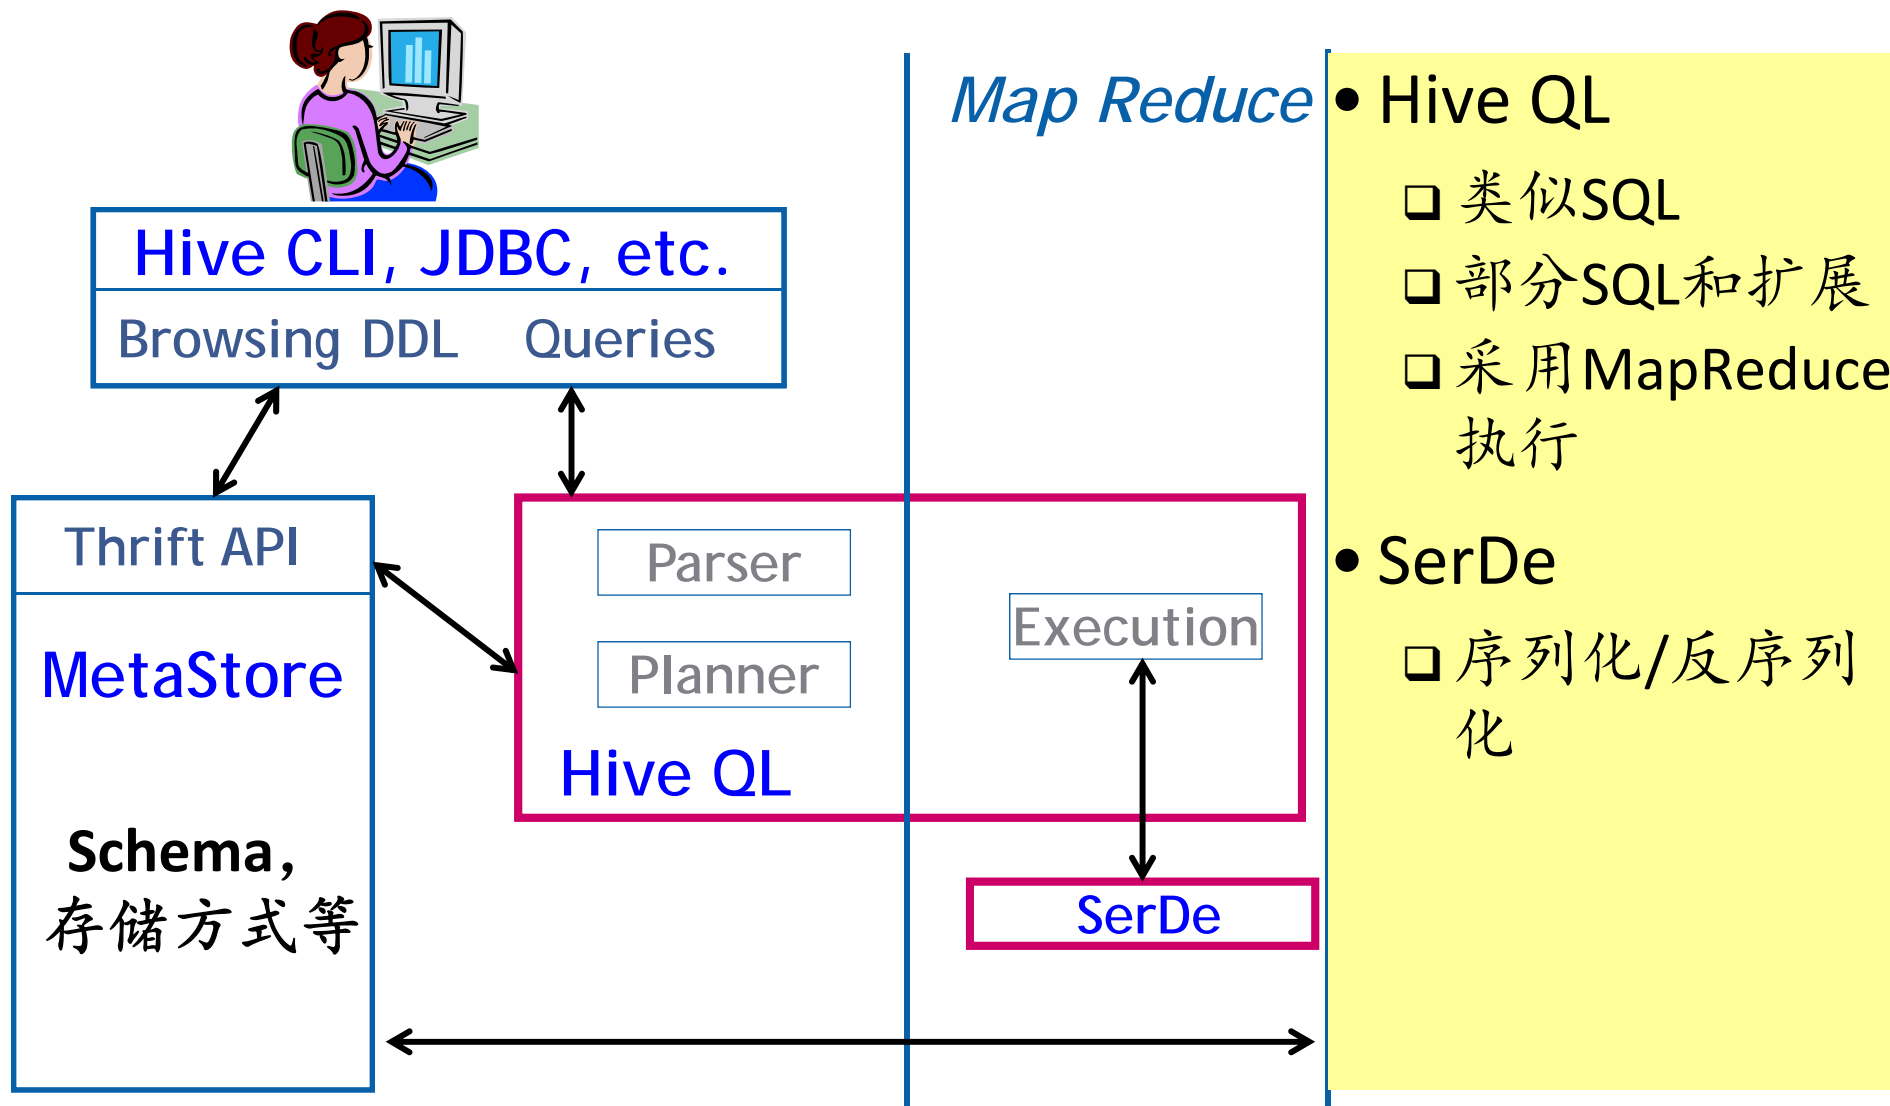 Hive CLI, JDBC, etc.
Browsing DDL Queries
Thrift API
MetaStore
Schema，
存储方式等
Parser
Planner
Hive QL
Map Reduce
Execution
SerDe
• Hive QL
类似SQL
部分SQL和扩展
采用MapReduce
执行
• SerDe
序列化/反序列
化